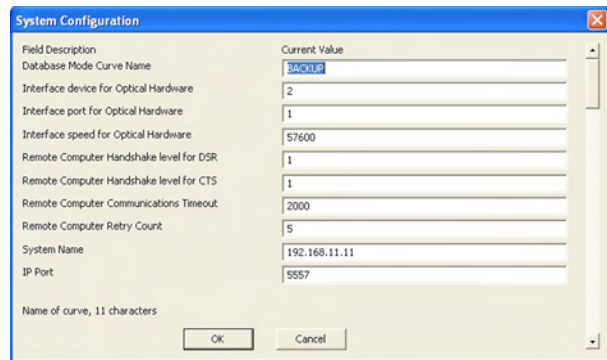 System Configuration
Field Description Current Value
Database Mode Curve Name BACKUP
Interface device for Optical Hardware 2
Interface port for Optical Hardware 1
Interface speed for Optical Hardware 57600
Remote Computer Handshake level for DSR 1
Remote Computer Handshake level for CTS 1
Remote Computer Communications Timeout 2000
Remote Computer Retry Count 5
System Name 192.168.11.11
IP Port 5557
Name of curve, 11 characters
OK Cancel